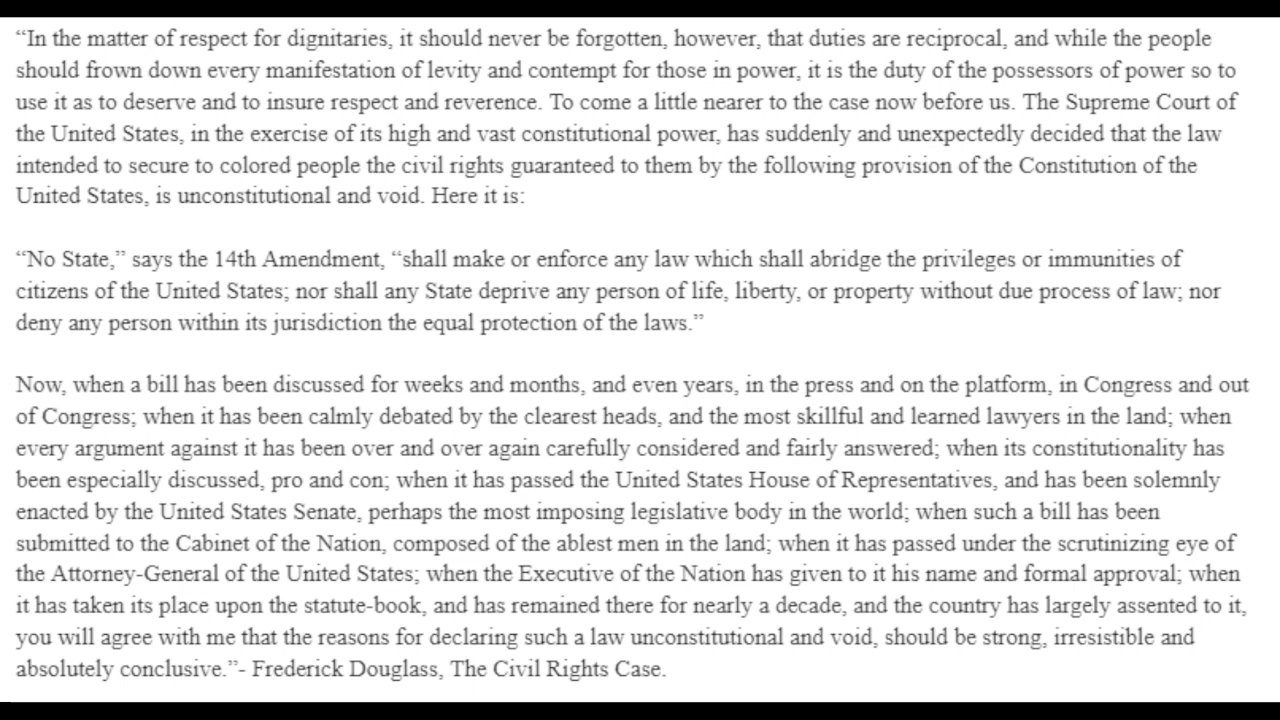 “In the matter of respect for dignitaries, it should never be forgotten, however, that duties are reciprocal, and while the people
should frown down every manifestation of levity and contempt for those in power, it is the duty of the possessors of power so to
use it as to deserve and to insure respect and reverence. To come a little nearer to the case now before us. The Supreme Court of
the United States, in the exercise of its high and vast constitutional power, has suddenly and unexpectedly decided that the law
intended to secure to colored people the civil rights guaranteed to them by the following provision of the Constitution of the
United States, is unconstitutional and void. Here it is:
“No State,” says the 14th Amendment, “shall make or enforce any law which shall abridge the privileges or immunities of
citizens of the United States; nor shall any State deprive any person of life, liberty, or property without due process of law; nor
deny any person within its jurisdiction the equal protection of the laws.”
Now, when a bill has been discussed for weeks and months, and even years, in the press and on the platform, in Congress and out
of Congress; when it has been calmly debated by the clearest heads, and the most skillful and learned lawyers in the land; when
every argument against it has been over and over again carefully considered and fairly answered; when its constitutionality has
been especially discussed, pro and con; when it has passed the United States House of Representatives, and has been solemnly
enacted by the United States Senate, perhaps the most imposing legislative body in the world; when such a bill has been
submitted to the Cabinet of the Nation, composed of the ablest men in the land; when it has passed under the scrutinizing eye of
the Attorney-General of the United States; when the Executive of the Nation has given to it his name and formal approval; when
it has taken its place upon the statute-book, and has remained there for nearly a decade, and the country has largely assented to it,
you will agree with me that the reasons for declaring such a law unconstitutional and void, should be strong, irresistible and
absolutely conclusive.”- Frederick Douglass, The Civil Rights Case.